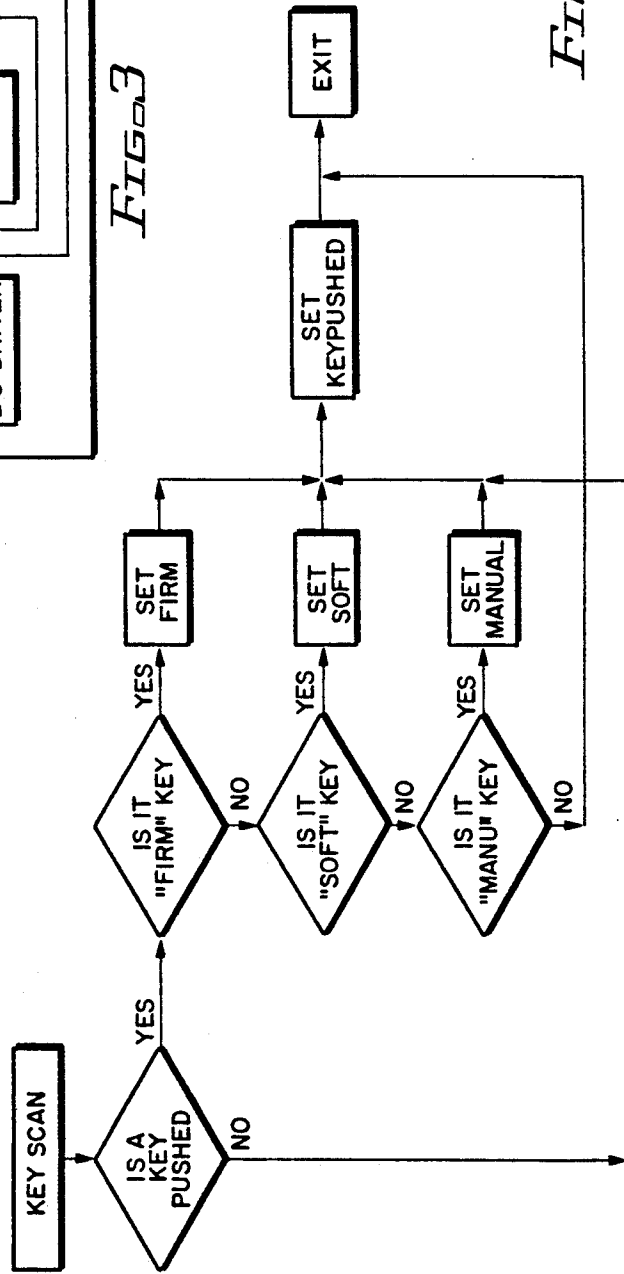 FIG.3
KEY SCAN
IS A
KEY
PUSHED
YES
NO
IS IT
"FIRM" KEY
YES
NO
SET
FIRM
IS IT
"SOFT" KEY
YES
NO
SET
SOFT
IS IT
"MANU" KEY
YES
NO
SET
MANUAL
SET
KEYPUSHED
EXIT